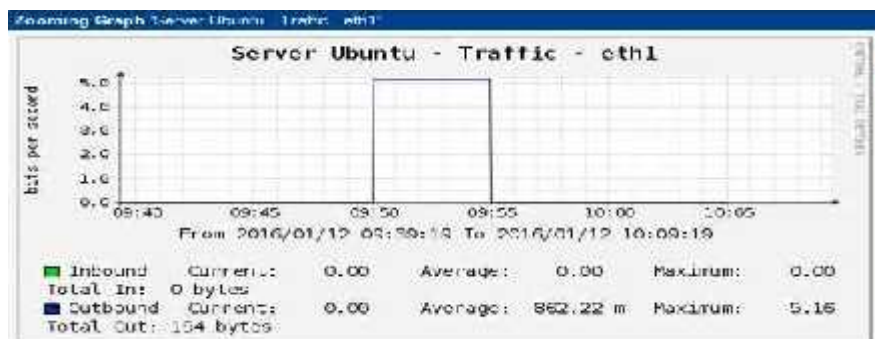 Zooming Graph 'Server Ubuntu - Traffic - eth1'
Server Ubuntu - Traffic - eth1
bits per second
5.0
4.0
3.0
2.0
1.0
0.0
09:40 09:45 09:50 09:55 10:00 10:05
From 2016/01/12 09:39:19 To 2016/01/12 10:09:19
Inbound Current: 0.00 Average: 0.00 Maximum: 0.00
Total In: 0 bytes
Outbound Current: 0.00 Average: 862.22 m Maximum: 5.16
Total Out: 154 bytes